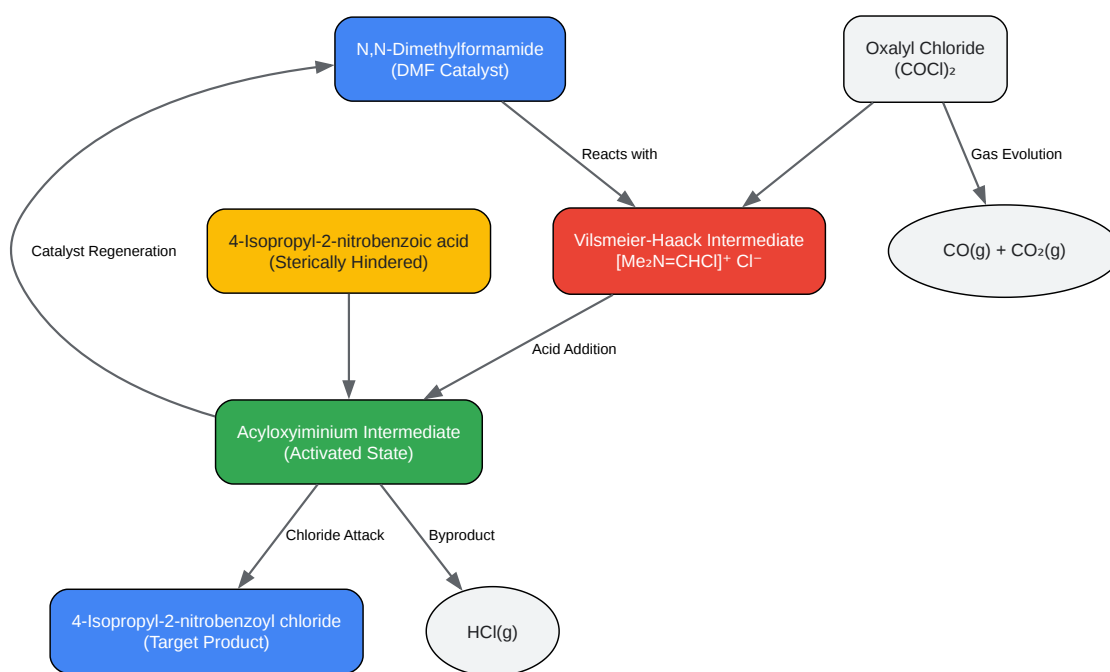 N,N-Dimethylformamide
(DMF Catalyst)
Oxalyl Chloride
(COCl)₂
Reacts with
Gas Evolution
Catalyst Regeneration
4-Isopropyl-2-nitrobenzoic acid
(Sterically Hindered)
Vilsmeier-Haack Intermediate
[Me₂N=CHCl]⁺ Cl⁻
CO(g) + CO₂(g)
Acid Addition
Acyloxyiminium Intermediate
(Activated State)
Chloride Attack
Byproduct
4-Isopropyl-2-nitrobenzoyl chloride
(Target Product)
HCl(g)